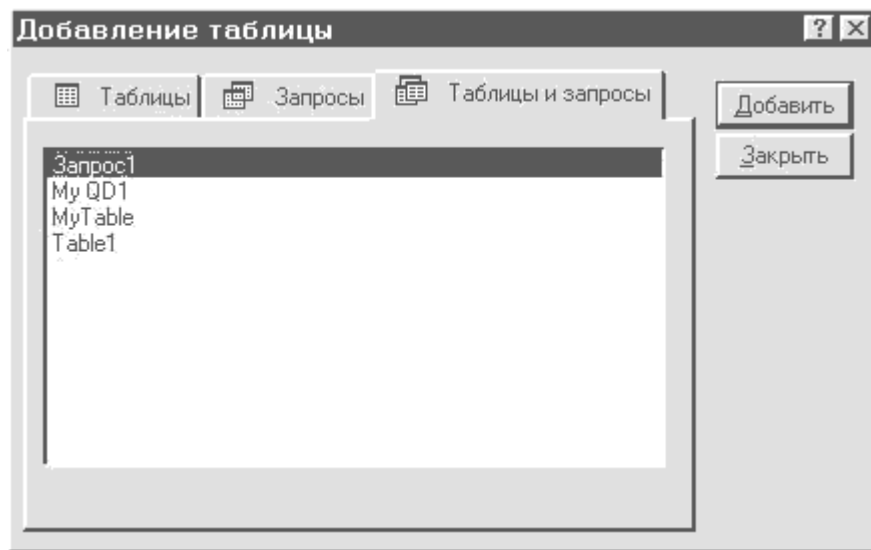 Добавление таблицы
Таблицы Запросы Таблицы и запросы
Добавить
Закрыть
Запрос1
My QD1
MyTable
Table1